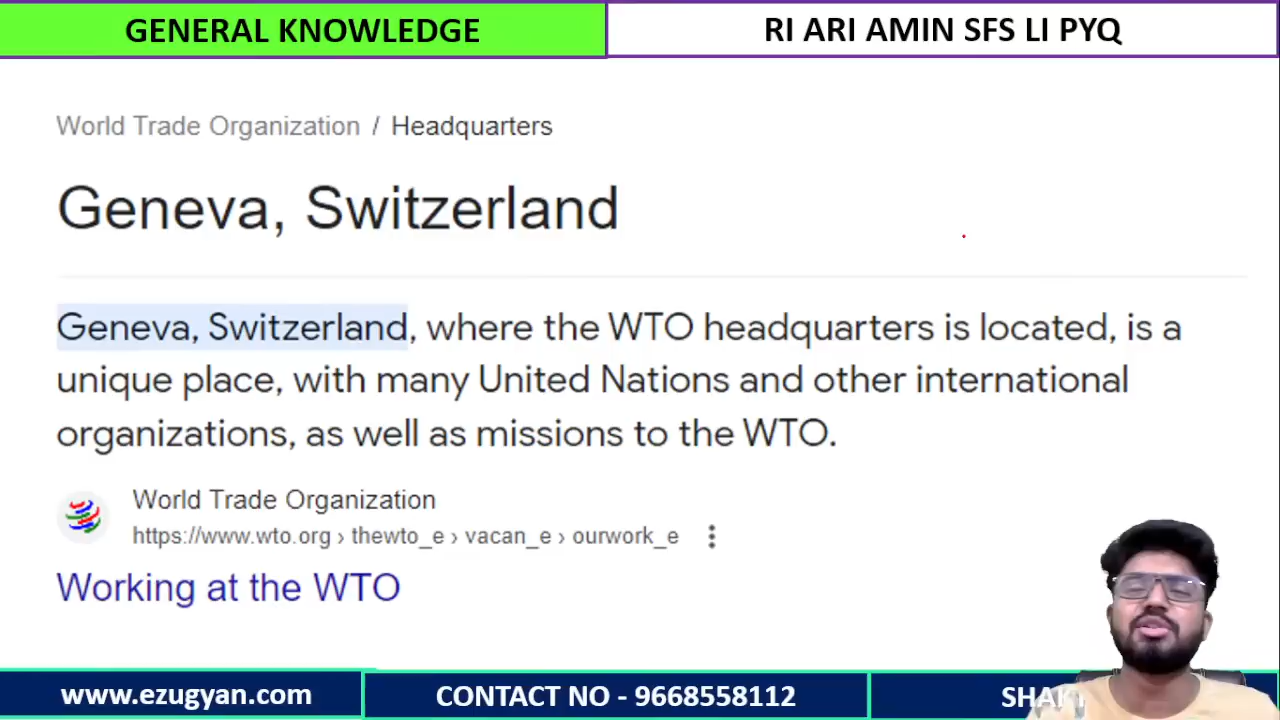 GENERAL KNOWLEDGE
RI ARI AMIN SFS LI PYQ
World Trade Organization / Headquarters
Geneva, Switzerland
Geneva, Switzerland, where the WTO headquarters is located, is a
unique place, with many United Nations and other international
organizations, as well as missions to the WTO.
World Trade Organization
https://www.wto.org › thewto_e › vacan_e › ourwork_e
Working at the WTO
www.ezugyan.com
CONTACT NO - 9668558112